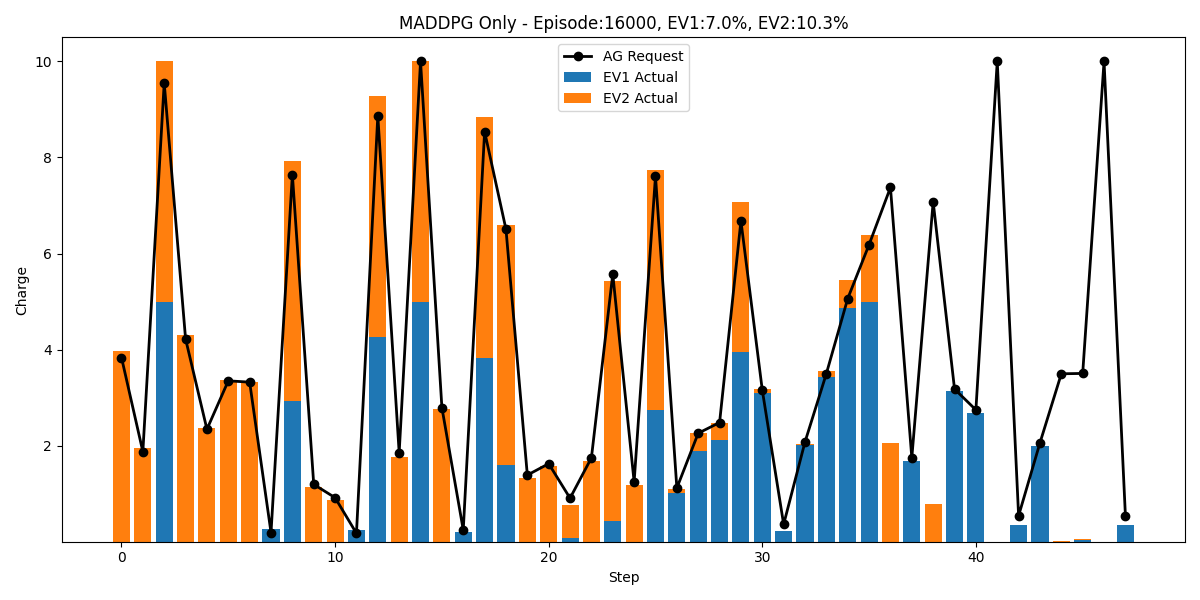 MADDPG Only - Episode:16000, EV1:7.0%, EV2:10.3%
AG Request
EV1 Actual
EV2 Actual
10
8
6
4
2
Charge
0
10
20
30
40
Step